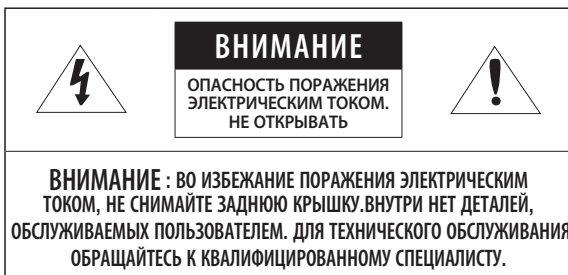 ВНИМАНИЕ
ОПАСНОСТЬ ПОРАЖЕНИЯ
ЭЛЕКТРИЧЕСКИМ ТОКОМ.
НЕ ОТКРЫВАТЬ
ВНИМАНИЕ : ВО ИЗБЕЖАНИЕ ПОРАЖЕНИЯ ЭЛЕКТРИЧЕСКИМ
ТОКОМ, НЕ СНИМАЙТЕ ЗАДНЮЮ КРЫШКУ.ВНУТРИ НЕТ ДЕТАЛЕЙ,
ОБСЛУЖИВАЕМЫХ ПОЛЬЗОВАТЕЛЕМ. ДЛЯ ТЕХНИЧЕСКОГО ОБСЛУЖИВАНИЯ
ОБРАЩАЙТЕСЬ К КВАЛИФИЦИРОВАННОМУ СПЕЦИАЛИСТУ.